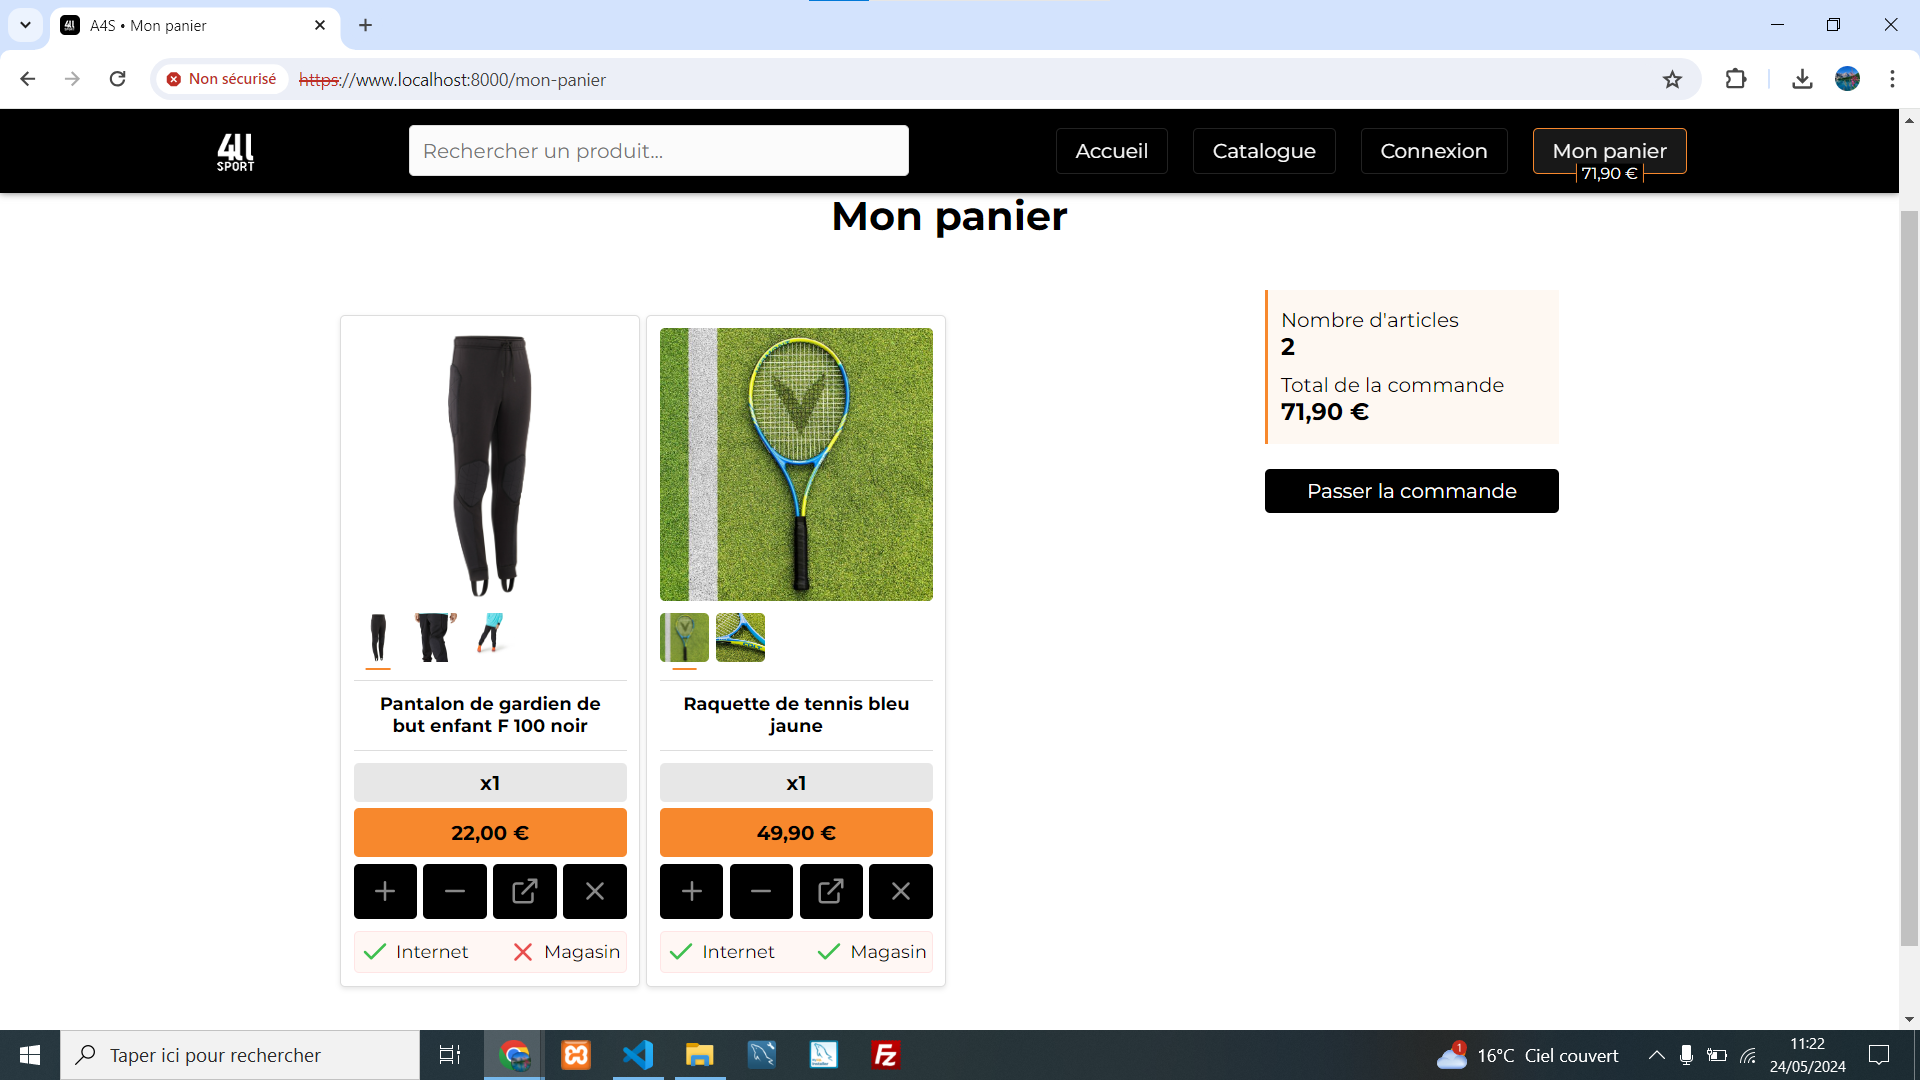 A4S • Mon panier
Non sécurisé
https://www.localhost:8000/mon-panier
4ll
SPORT
Rechercher un produit...
Accueil
Catalogue
Connexion
Mon panier
71,90 €
Mon panier
Nombre d'articles
2
Total de la commande
71,90 €
Passer la commande
Pantalon de gardien de
but enfant F 100 noir
x1
22,00 €
Internet
Magasin
Raquette de tennis bleu
jaune
x1
49,90 €
Internet
Magasin
Taper ici pour rechercher
1
16°C Ciel couvert
11:22
24/05/2024